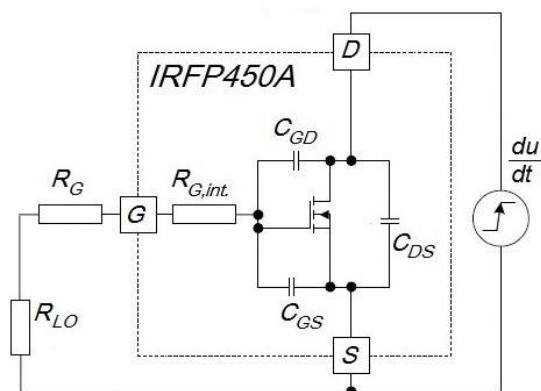 D
IRFP450A
C_GD
du
dt
R_G
G
R_G,int.
C_DS
R_LO
C_GS
S